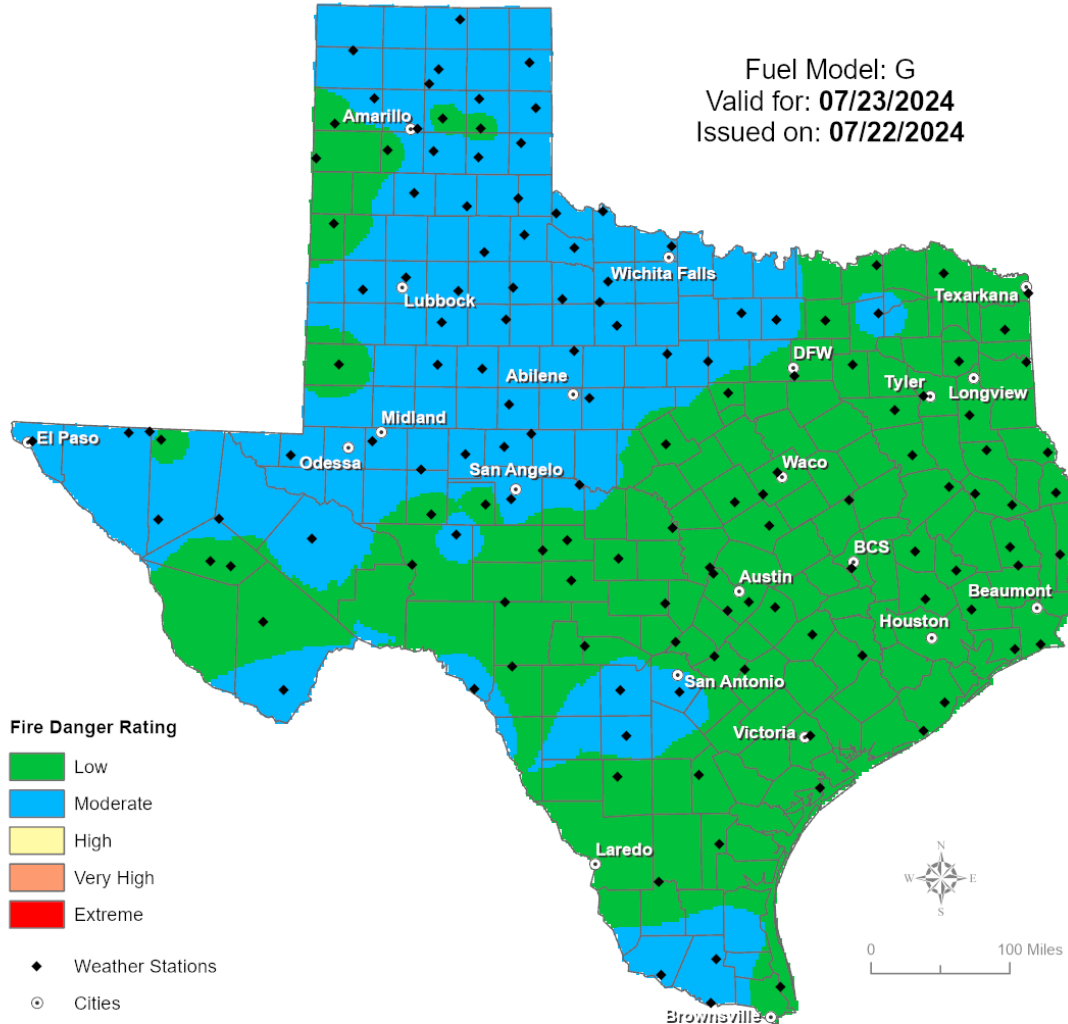 Fuel Model: G
Valid for: 07/23/2024
Issued on: 07/22/2024
Amarillo
Wichita Falls
Lubbock
Texarkana
DFW
Abilene
Tyler
Longview
Midland
El Paso
Odessa
San Angelo
Waco
BCS
Austin
Beaumont
Houston
San Antonio
Victoria
Laredo
Brownsville
Fire Danger Rating
Low
Moderate
High
Very High
Extreme
Weather Stations
Cities
N
W E
S
0 100 Miles